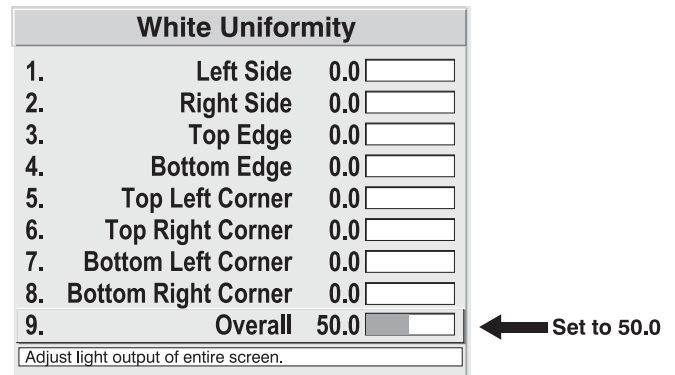 White Uniformity
1. Left Side 0.0
2. Right Side 0.0
3. Top Edge 0.0
4. Bottom Edge 0.0
5. Top Left Corner 0.0
6. Top Right Corner 0.0
7. Bottom Left Corner 0.0
8. Bottom Right Corner 0.0
9. Overall 50.0 Set to 50.0
Adjust light output of entire screen.